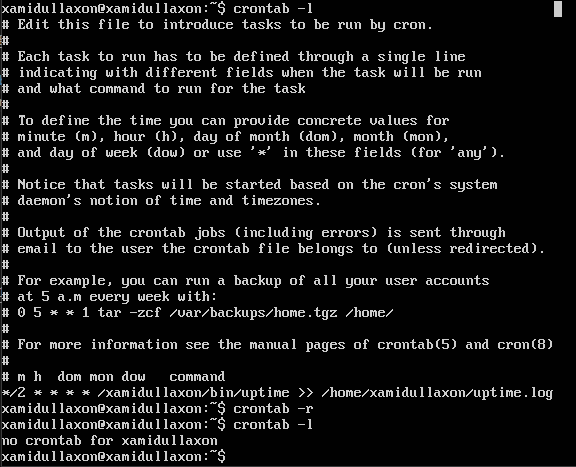 xamidullaxon@xamidullaxon:~$ crontab -l
# Edit this file to introduce tasks to be run by cron.
#
# Each task to run has to be defined through a single line
# indicating with different fields when the task will be run
# and what command to run for the task
#
# To define the time you can provide concrete values for
# minute (m), hour (h), day of month (dom), month (mon),
# and day of week (dow) or use '*' in these fields (for 'any').
#
# Notice that tasks will be started based on the cron's system
# daemon's notion of time and timezones.
#
# Output of the crontab jobs (including errors) is sent through
# email to the user the crontab file belongs to (unless redirected).
#
# For example, you can run a backup of all your user accounts
# at 5 a.m every week with:
# 0 5 * * 1 tar -zcf /var/backups/home.tgz /home/
#
# For more information see the manual pages of crontab(5) and cron(8)
#
# m h  dom mon dow   command
*/2 * * * * /xamidullaxon/bin/uptime >> /home/xamidullaxon/uptime.log
xamidullaxon@xamidullaxon:~$ crontab -r
xamidullaxon@xamidullaxon:~$ crontab -l
no crontab for xamidullaxon
xamidullaxon@xamidullaxon:~$